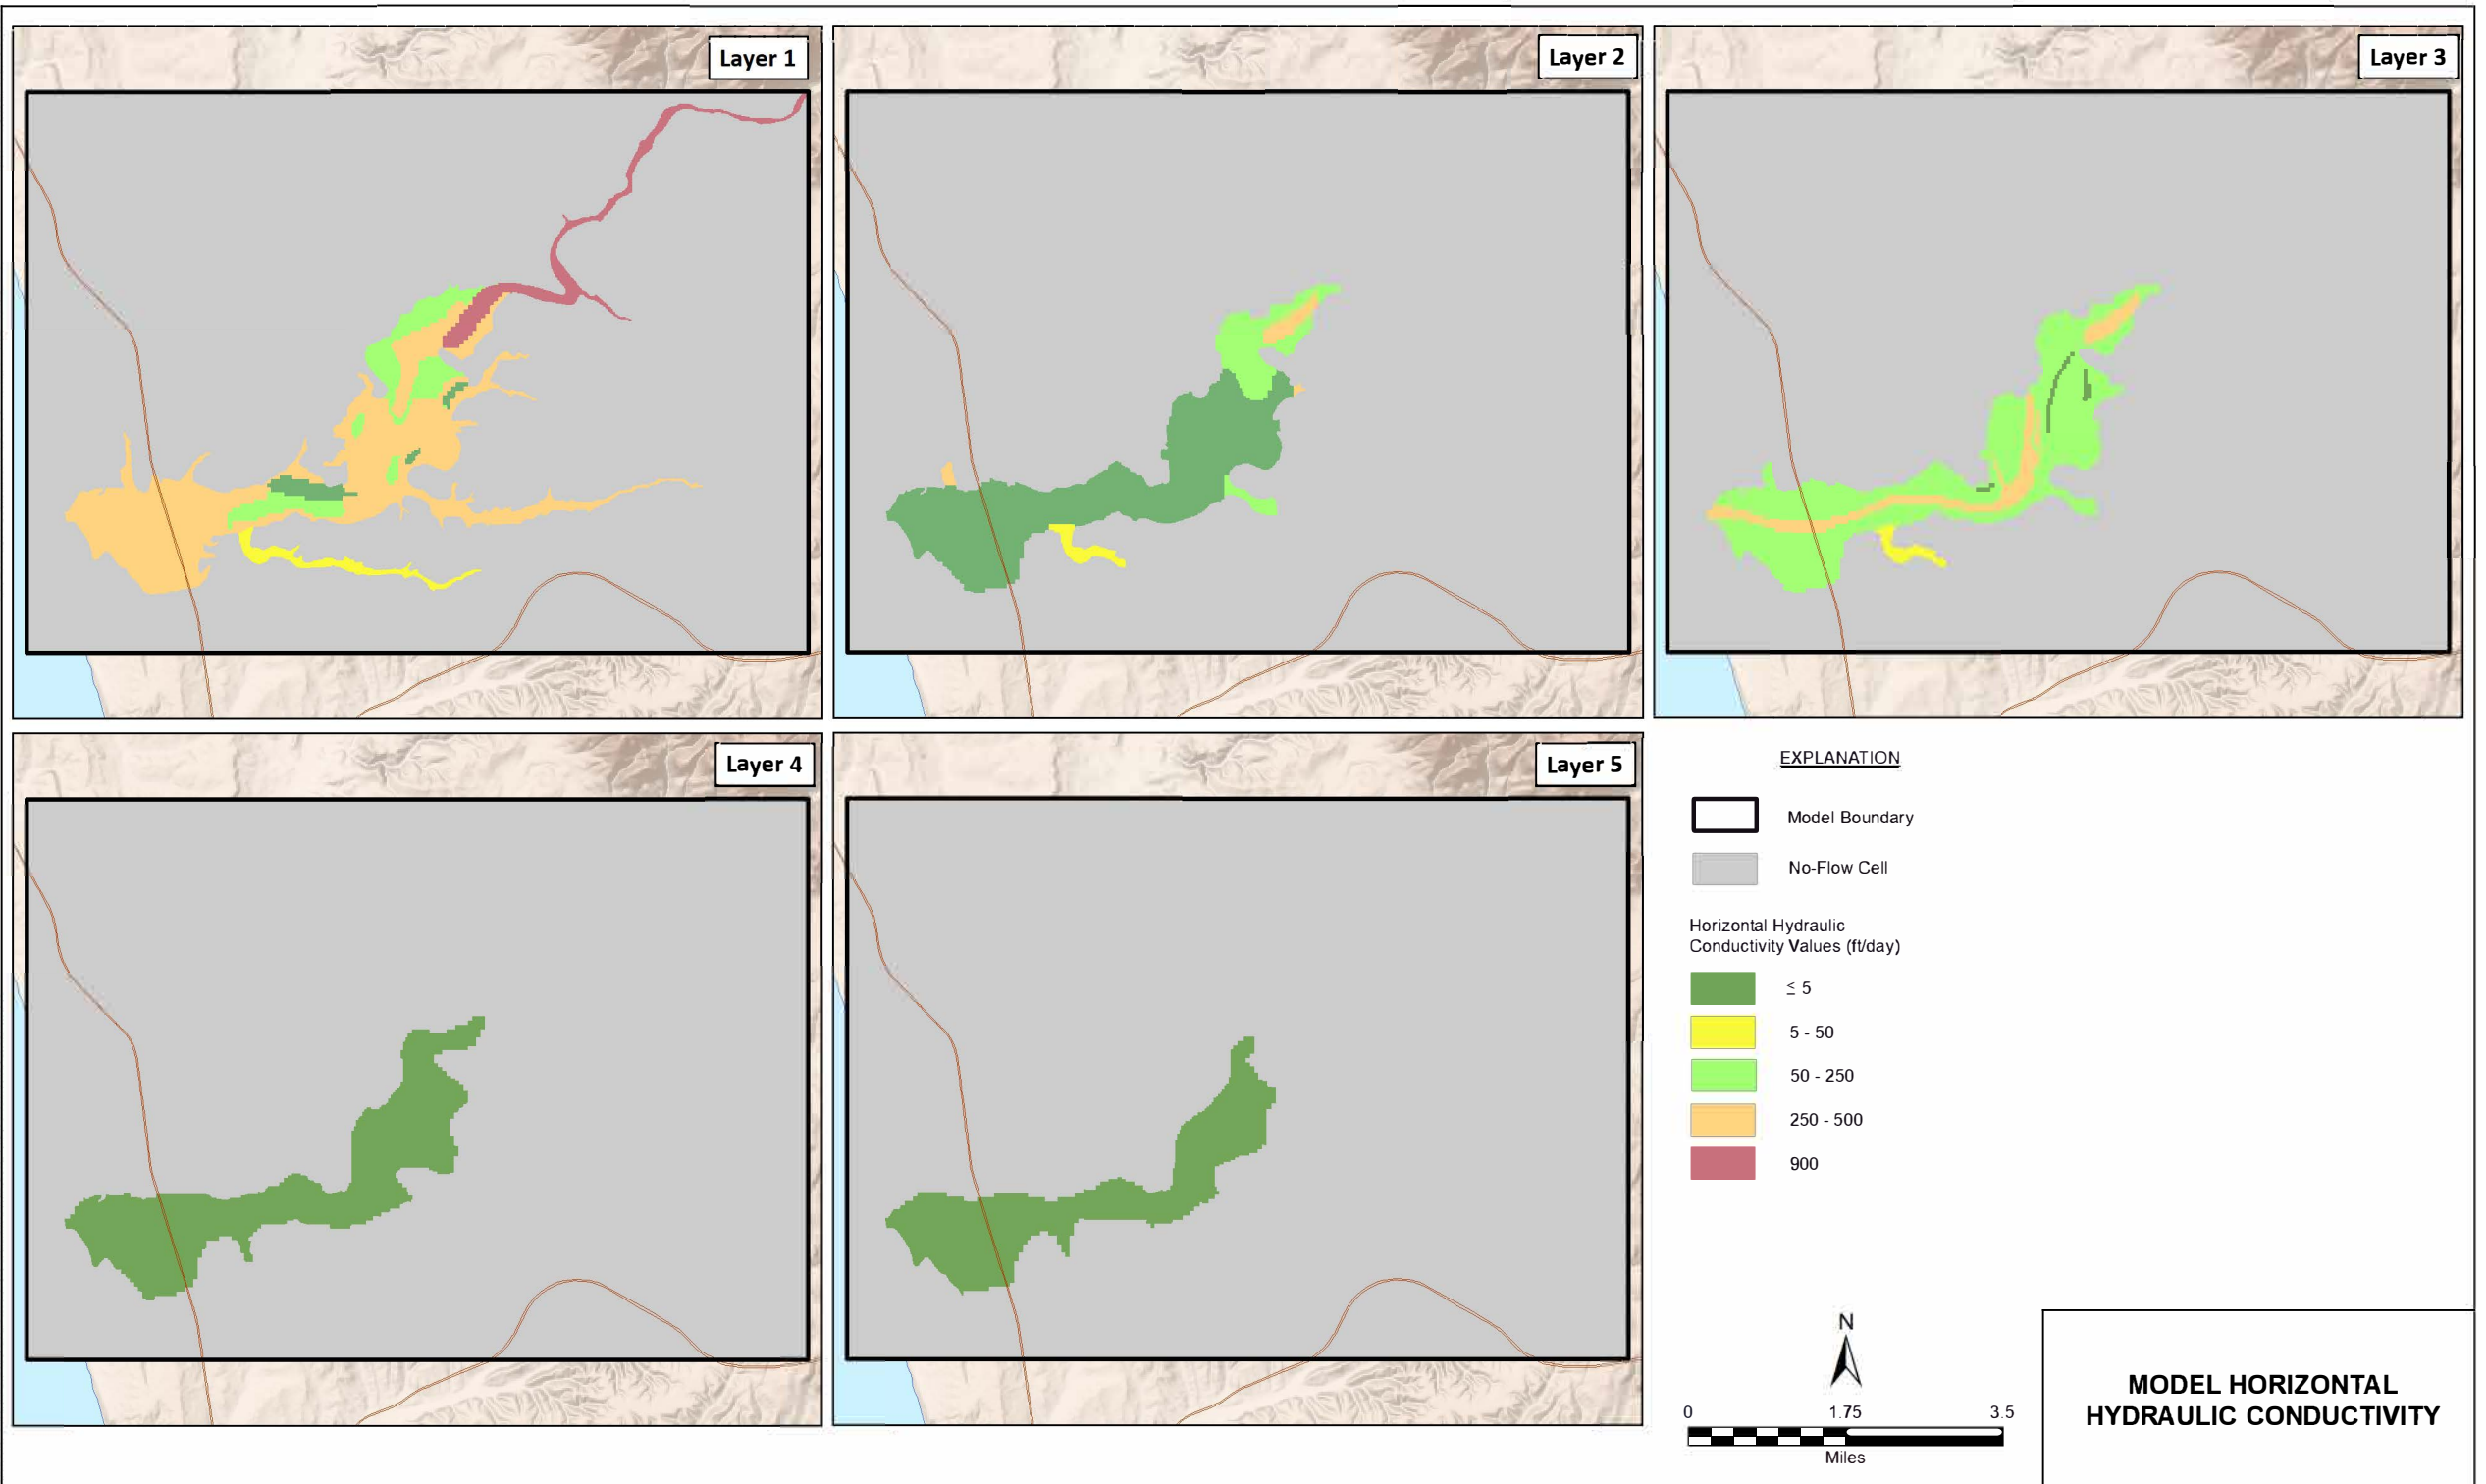 Layer 1
Layer 2
Layer 3
Layer 4
Layer 5
EXPLANATION
Model Boundary
No-Flow Cell
Horizontal Hydraulic
Conductivity Values (ft/day)
≤ 5
5 - 50
50 - 250
250 - 500
900
N
0 1.75 3.5
Miles
MODEL HORIZONTAL
HYDRAULIC CONDUCTIVITY